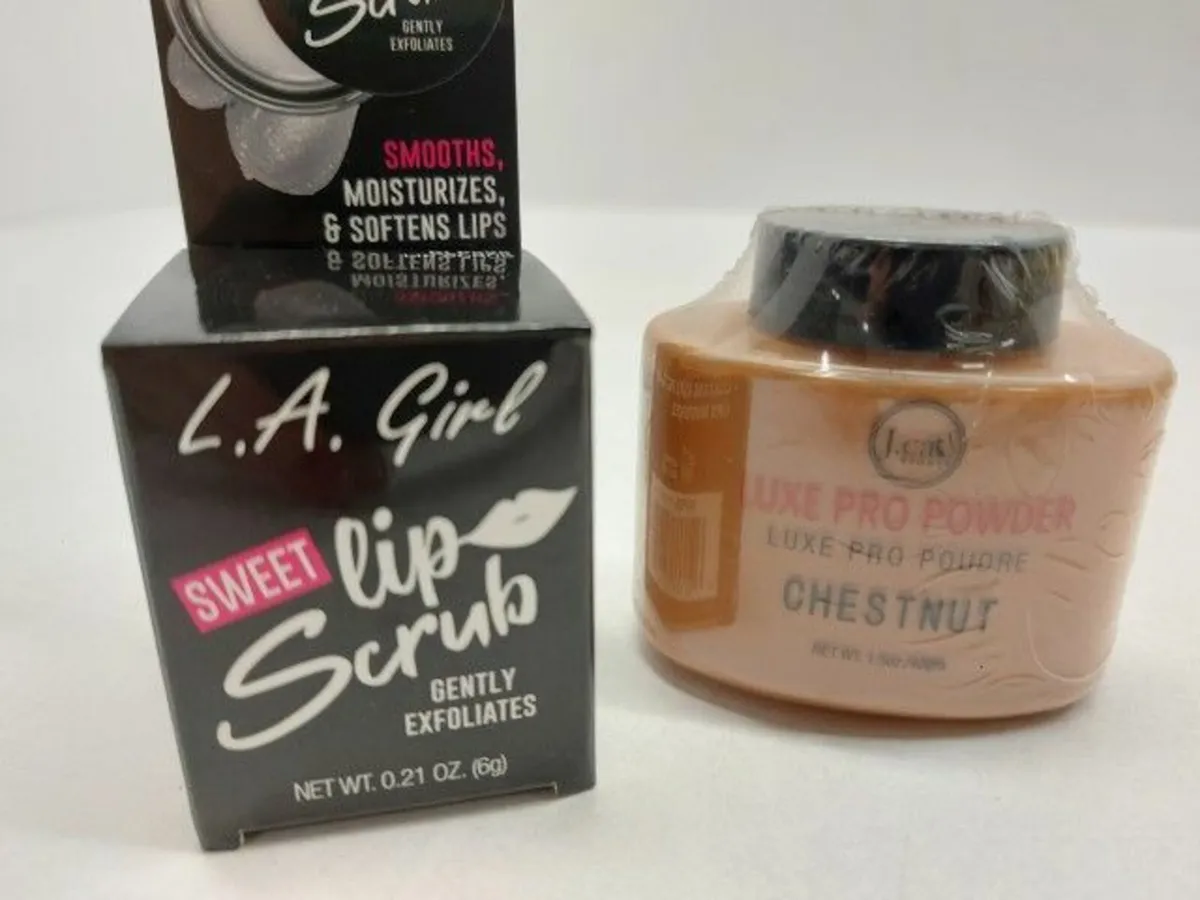 GENTLY
EXFOLIATES
SMOOTHS,
MOISTURIZES,
& SOFTENS LIPS
L.A. Girl
SWEET lip
Scrub
GENTLY
EXFOLIATES
NET WT. 0.21 OZ. (6g)
LUXE PRO POWDER
LUXE PRO POUDRE
CHESTNUT